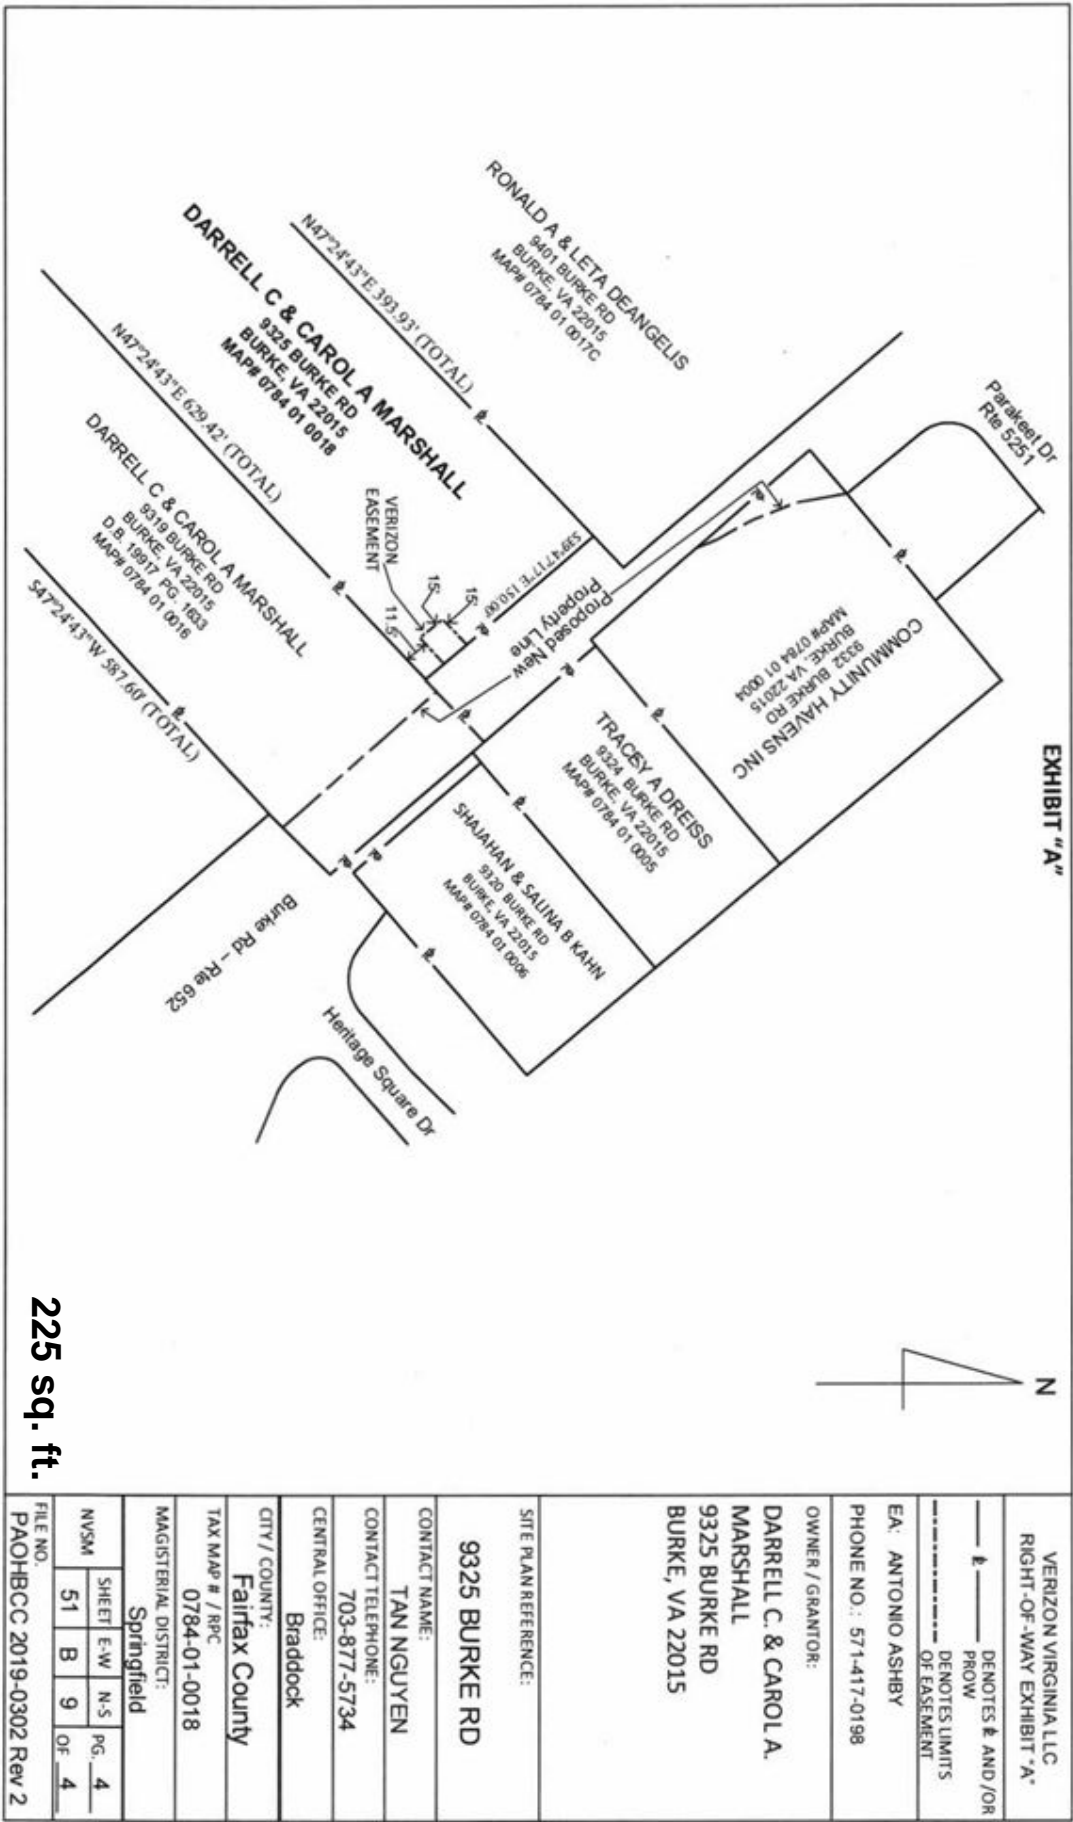 EXHIBIT "A"
N
Parakeet Dr
Rte 5251
RONALD A & LETA DEANGELIS
9401 BURKE RD
BURKE, VA 22015
MAP# 0784 01 0017C
COMMUNITY HAVENS INC
9332 BURKE RD
BURKE, VA 22015
MAP# 0784 01 0004
N47°24'43"E 393.93' (TOTAL)
DARRELL C & CAROL A MARSHALL
9325 BURKE RD
BURKE, VA 22015
MAP# 0784 01 0018
S39°47'17"E 150.00'
Proposed New
Property Line
TRACEY A DREISS
9324 BURKE RD
BURKE, VA 22015
MAP# 0784 01 0005
N47°24'43"E 629.42' (TOTAL)
VERIZON
EASEMENT
15'
15'
11.5'
SHAJAHAN & SALINA B KAHN
9320 BURKE RD
BURKE, VA 22015
MAP# 0784 01 0006
DARRELL C & CAROL A MARSHALL
9319 BURKE RD
BURKE, VA 22015
D.B. 19917 PG. 1633
MAP# 0784 01 0016
S47°24'43"W 587.60' (TOTAL)
Burke Rd - Rte 652
Heritage Square Dr
225 sq. ft.
VERIZON VIRGINIA LLC
RIGHT-OF-WAY EXHIBIT "A"
DENOTES ⅊ AND/OR
PROW
DENOTES LIMITS
OF EASEMENT
EA: ANTONIO ASHBY
PHONE NO.: 571-417-0198
OWNER / GRANTOR:
DARRELL C. & CAROL A.
MARSHALL
9325 BURKE RD
BURKE, VA 22015
SITE PLAN REFERENCE:
9325 BURKE RD
CONTACT NAME:
TAN NGUYEN
CONTACT TELEPHONE:
703-877-5734
CENTRAL OFFICE:
Braddock
CITY / COUNTY:
Fairfax County
TAX MAP # / RPC
0784-01-0018
MAGISTERIAL DISTRICT:
Springfield
NVSM
SHEET E-W N-S
51 B 9
PG. 4
OF 4
FILE NO.
PAOHBCC 2019-0302 Rev 2